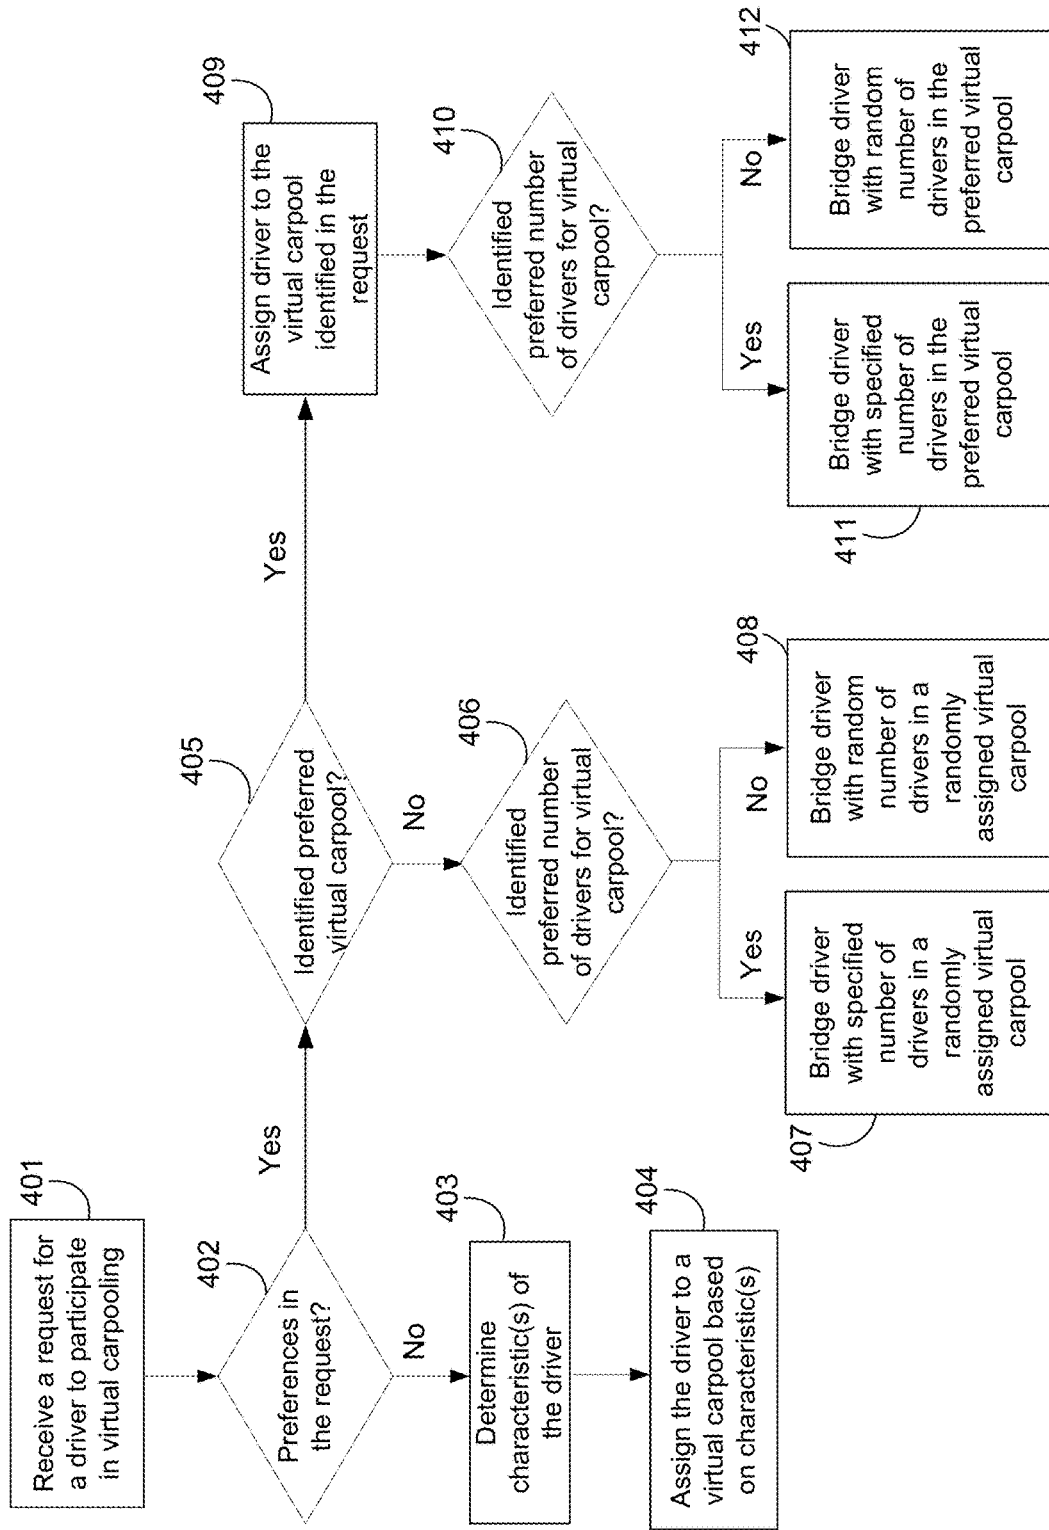 401
Receive a request for
a driver to participate
in virtual carpooling
402
Preferences in
the request?
Yes
No
403
Determine
characteristic(s) of
the driver
404
Assign the driver to a
virtual carpool based
on characteristic(s)
405
Identified preferred
virtual carpool?
Yes
No
406
Identified
preferred number
of drivers for virtual
carpool?
Yes
No
407
Bridge driver
with specified
number of
drivers in a
randomly
assigned virtual
carpool
408
Bridge driver
with random
number of
drivers in a
randomly
assigned virtual
carpool
409
Assign driver to the
virtual carpool
identified in the
request
410
Identified
preferred number
of drivers for virtual
carpool?
Yes
No
411
Bridge driver
with specified
number of
drivers in the
preferred virtual
carpool
412
Bridge driver
with random
number of
drivers in the
preferred virtual
carpool